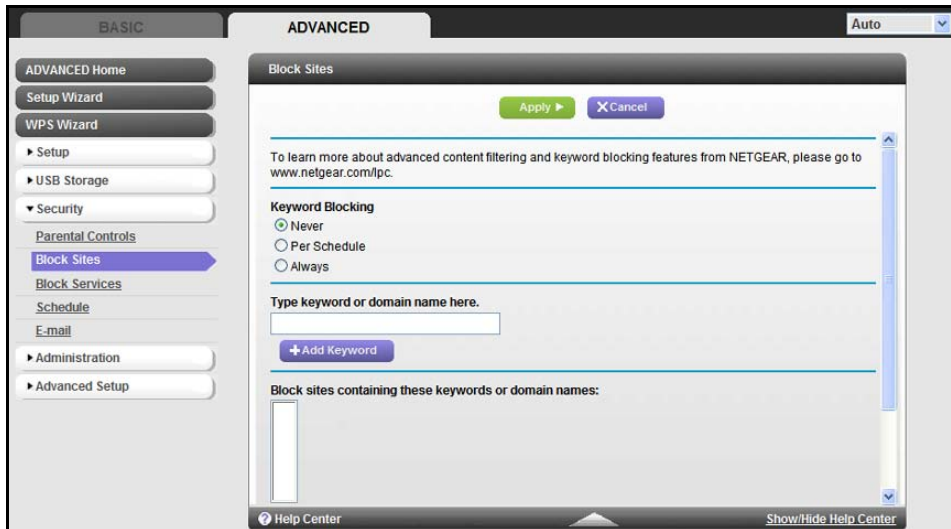 BASIC
ADVANCED
Auto
ADVANCED Home
Setup Wizard
WPS Wizard
Setup
USB Storage
Security
Parental Controls
Block Sites
Block Services
Schedule
E-mail
Administration
Advanced Setup
Block Sites
Apply
X Cancel
To learn more about advanced content filtering and keyword blocking features from NETGEAR, please go to
www.netgear.com/lpc.
Keyword Blocking
Never
Per Schedule
Always
Type keyword or domain name here.
+ Add Keyword
Block sites containing these keywords or domain names:
? Help Center
Show/Hide Help Center